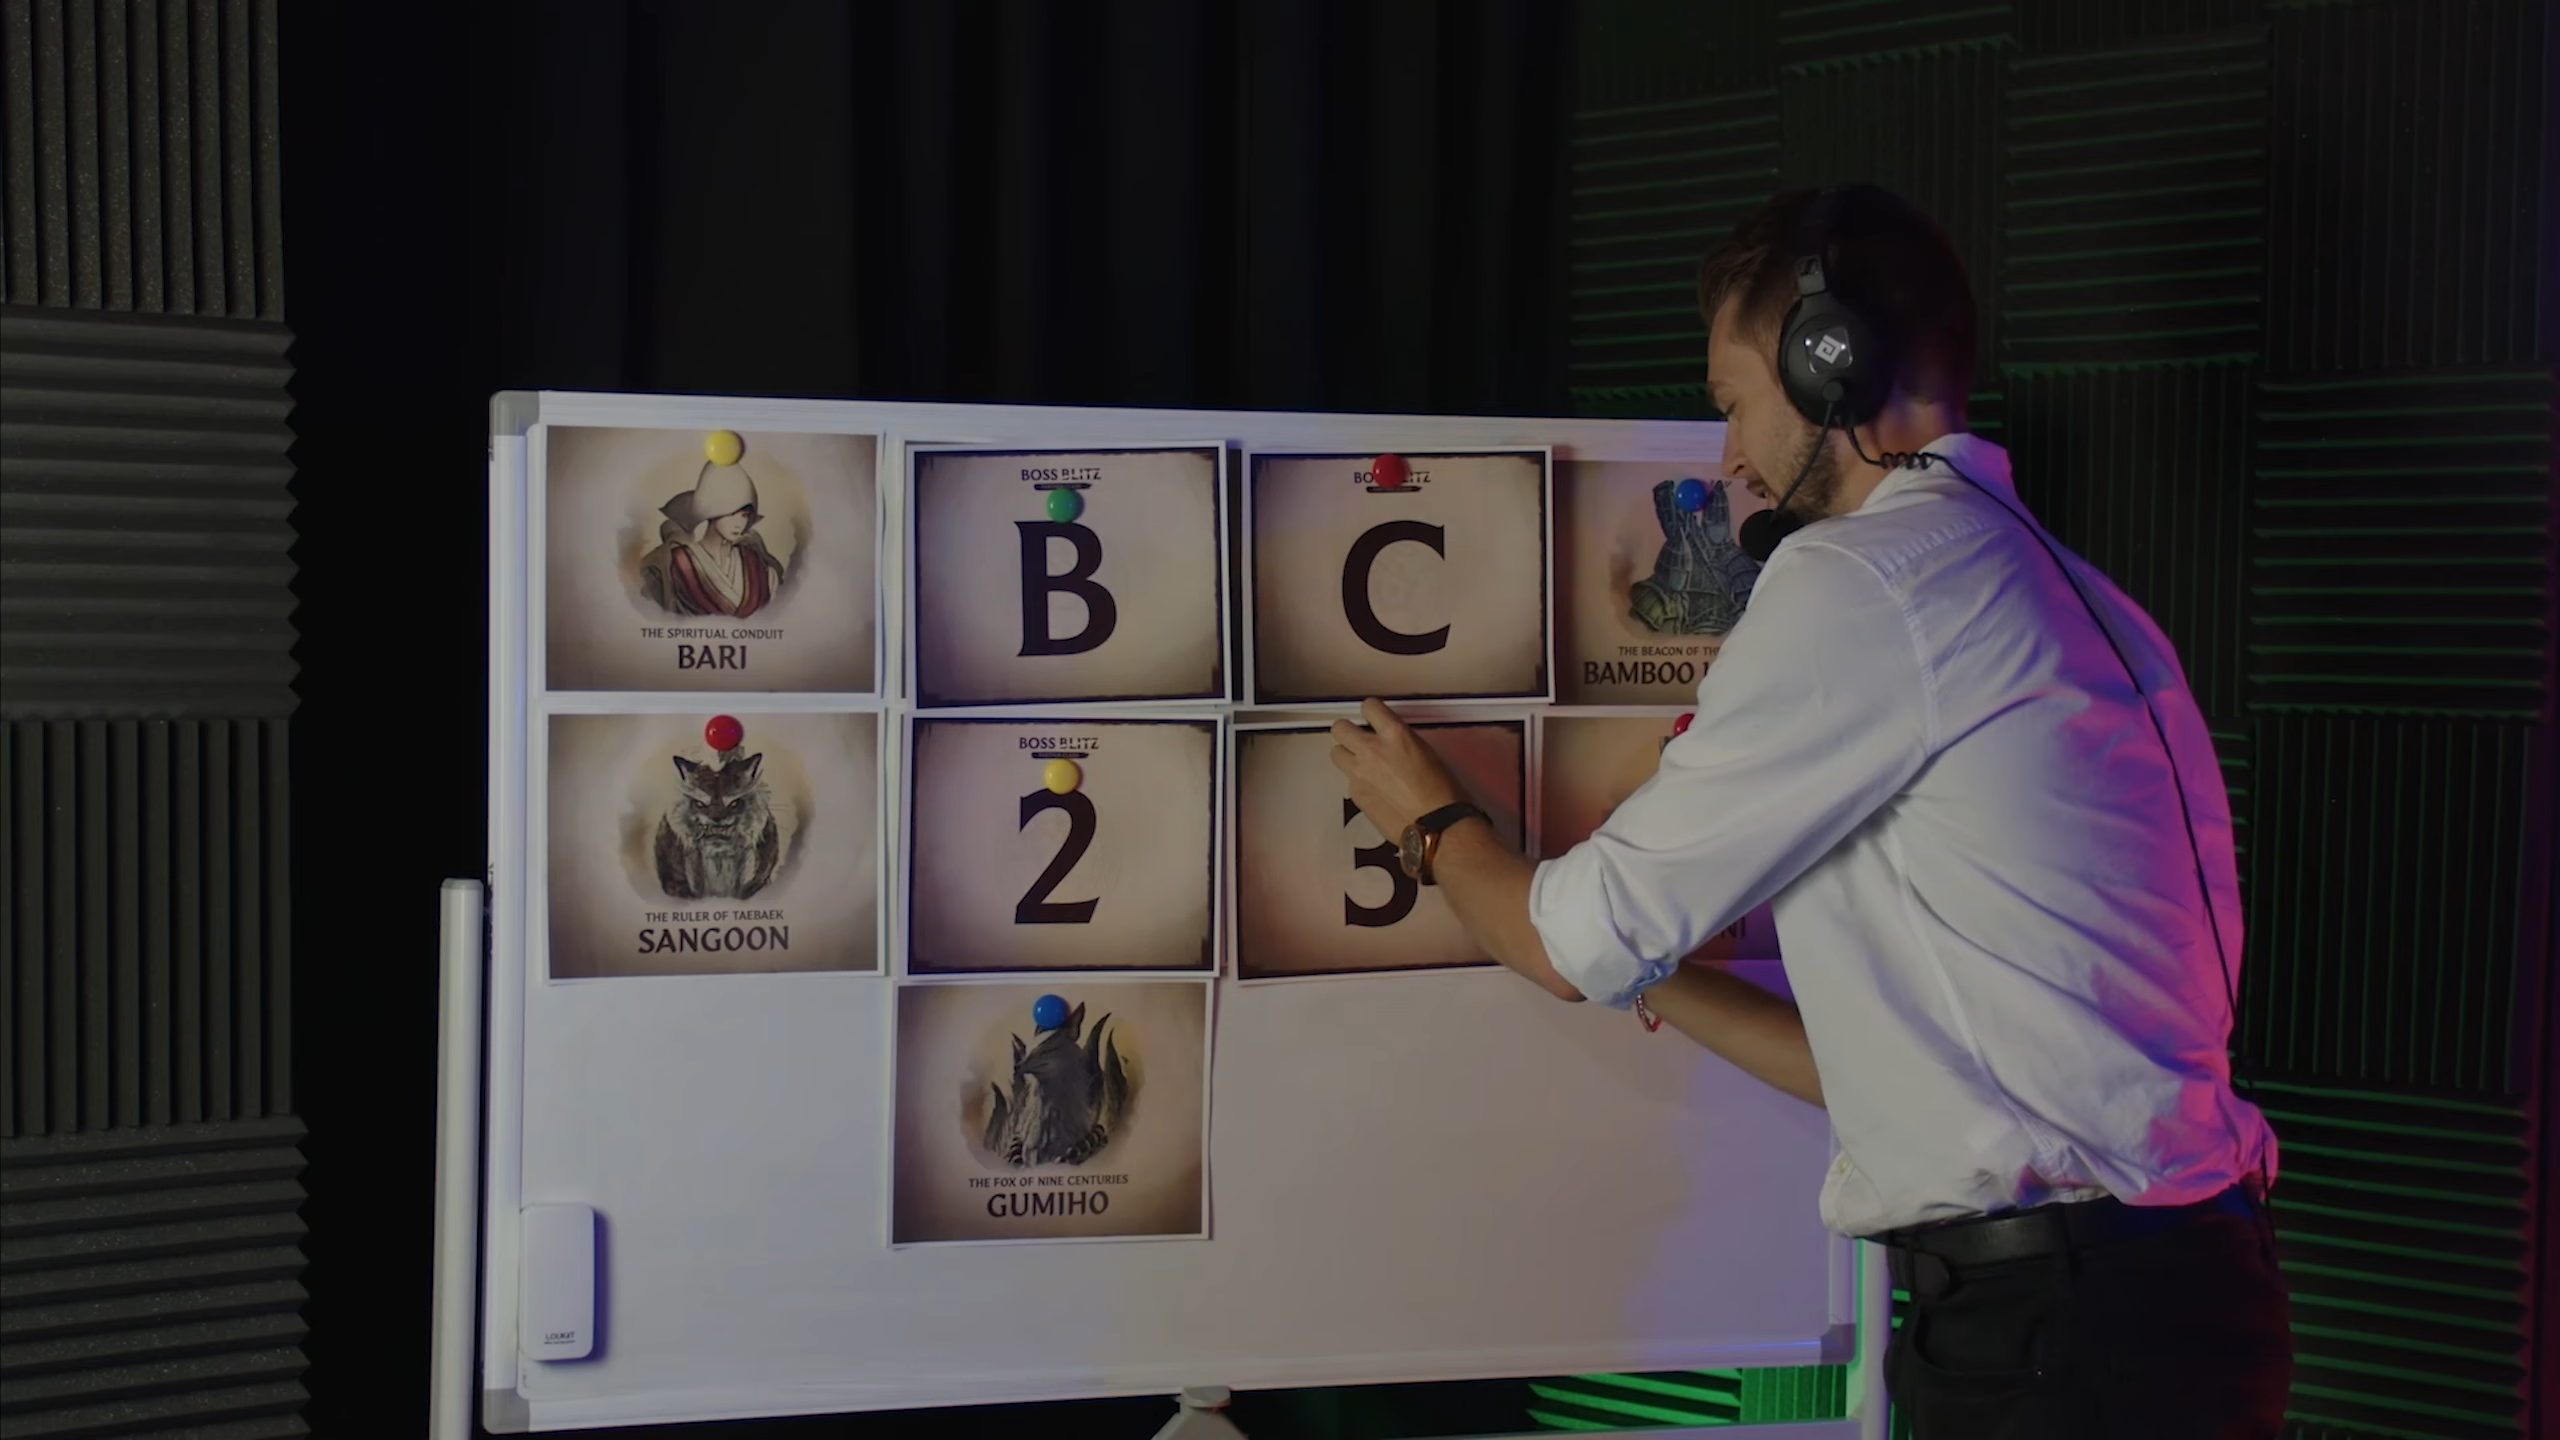 BOSS BLITZ
B
C
THE SPIRITUAL CONDUIT
BARI
THE BEACON OF
BAMBOO
BOSS BLITZ
2
3
THE RULER OF TAEBAEK
SANGOON
THE FOX OF NINE CENTURIES
GUMIHO